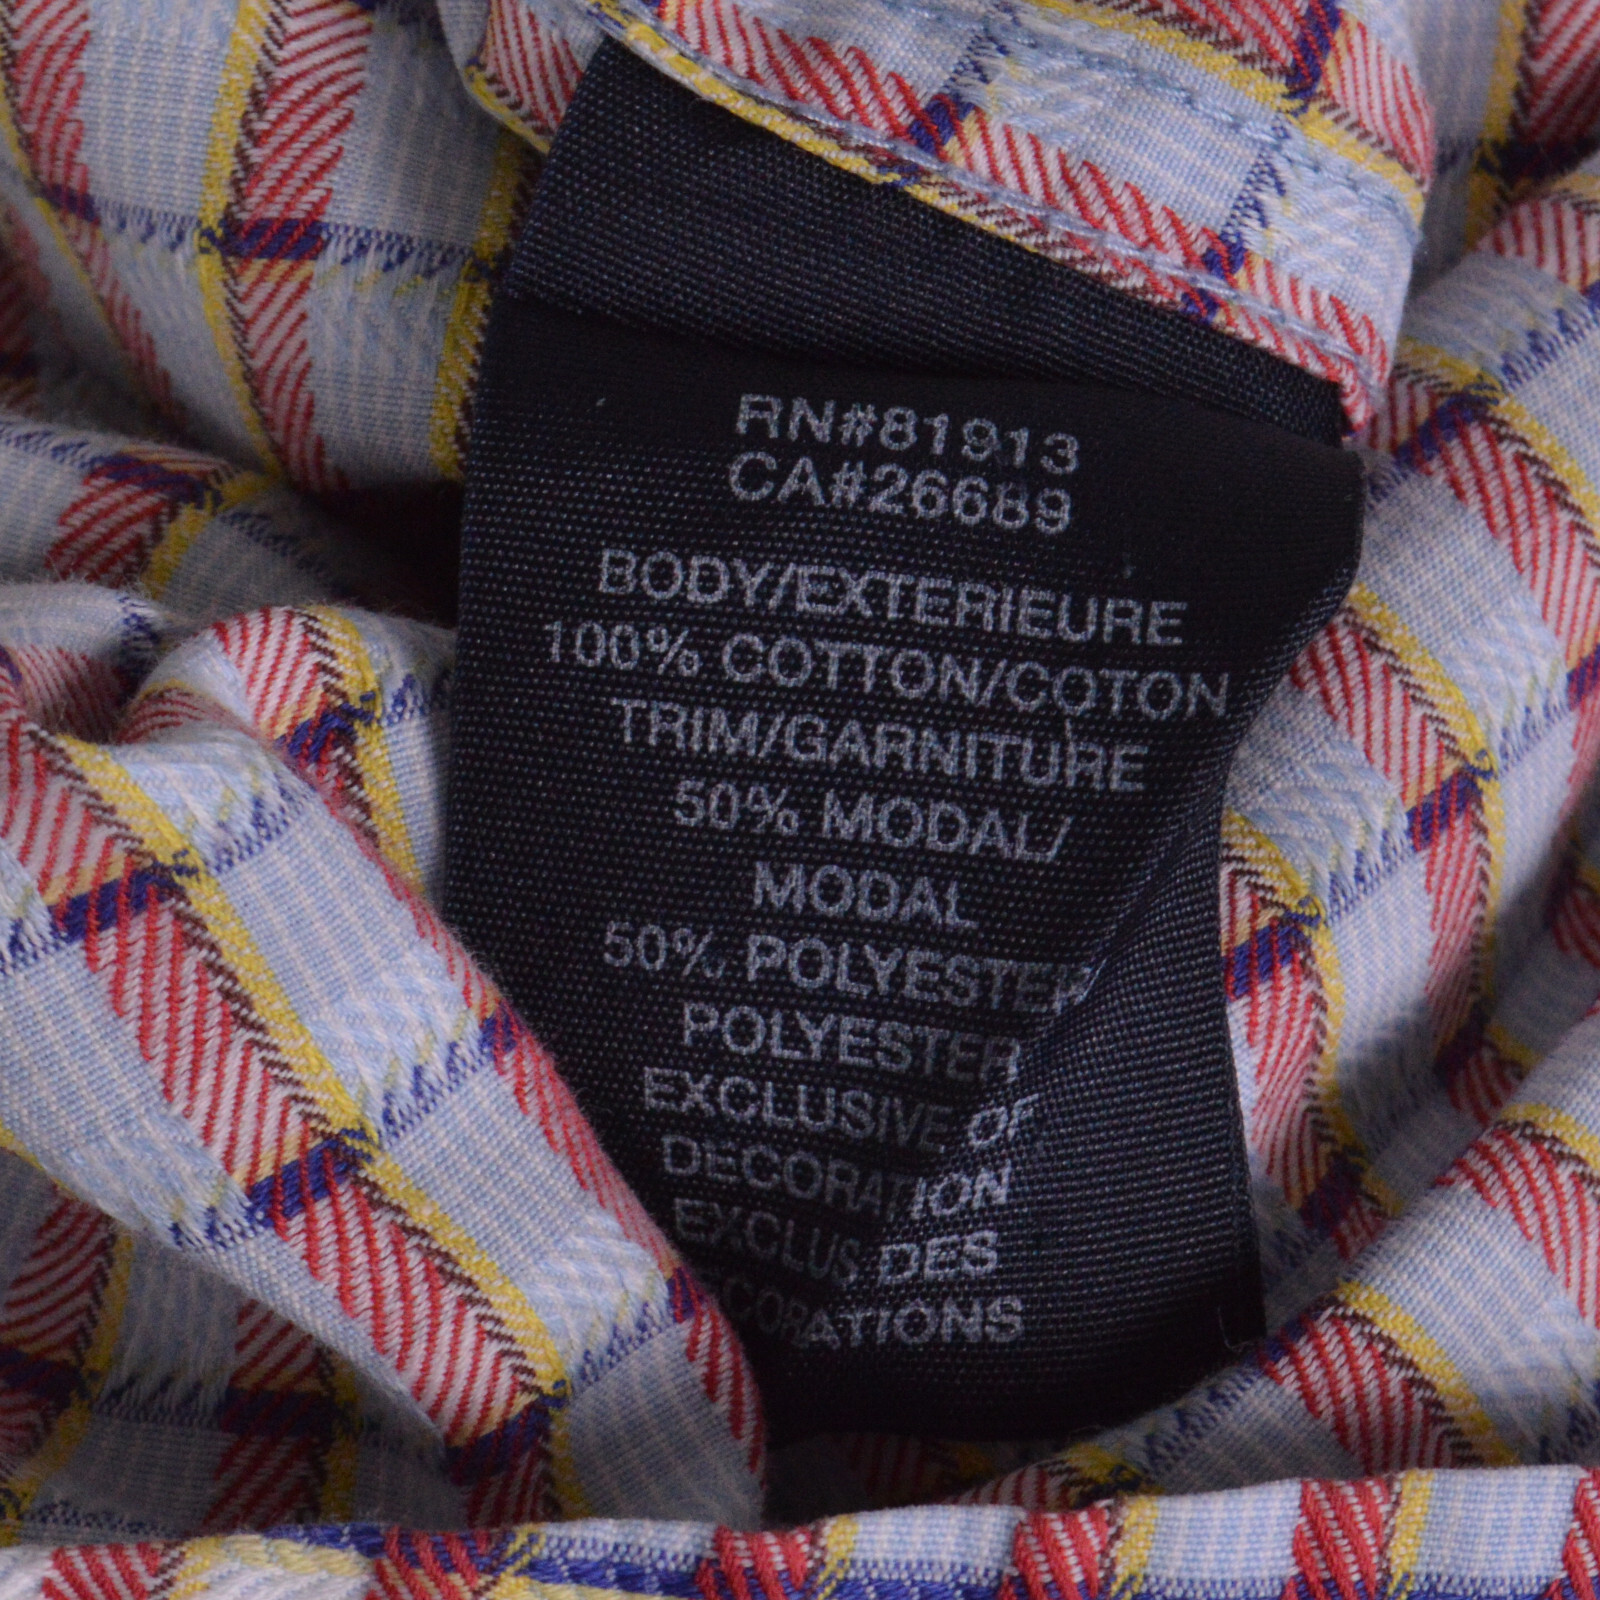 RN#81913
CA#26689
BODY/EXTERIEURE
100% COTTON/COTON
TRIM/GARNITURE
50% MODAL/
MODAL
50% POLYESTER
POLYESTER
EXCLUSIVE OF
DECORATION
EXCLUS DES
DECORATIONS